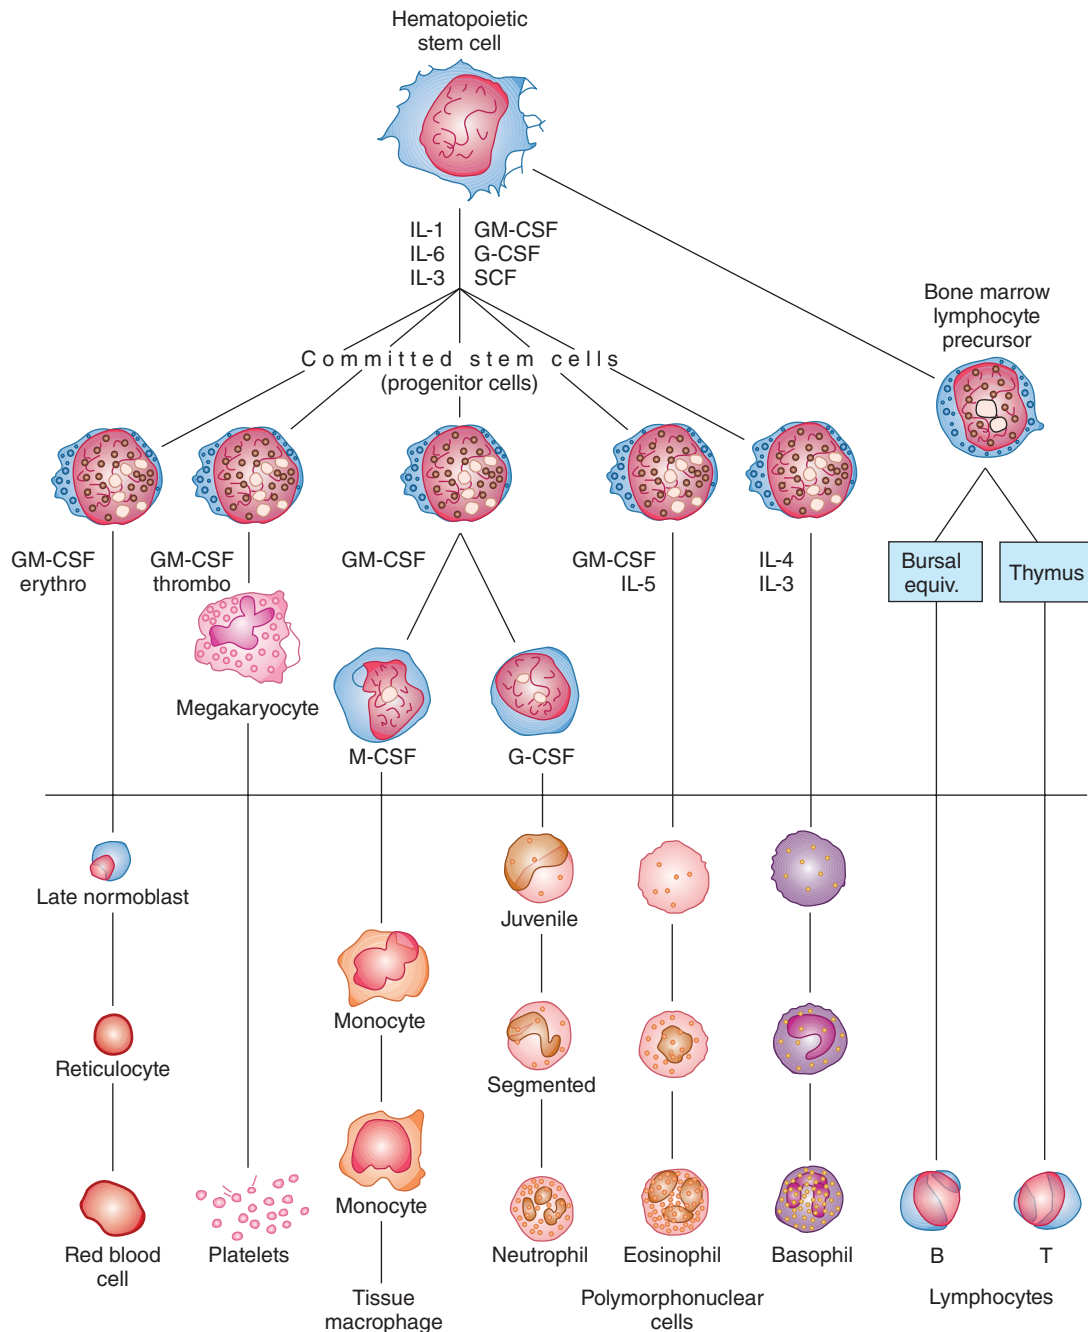 Hematopoietic
stem cell
IL-1 GM-CSF
IL-6 G-CSF
IL-3 SCF
Bone marrow
lymphocyte
precursor
Committed stem cells
(progenitor cells)
GM-CSF
erythro
GM-CSF
thrombo
GM-CSF
GM-CSF
IL-5
IL-4
IL-3
Bursal
equiv.
Thymus
Megakaryocyte
M-CSF
G-CSF
Late normoblast
Juvenile
Monocyte
Reticulocyte
Segmented
Monocyte
Red blood
cell
Platelets
Neutrophil
Eosinophil
Basophil
B
T
Tissue
macrophage
Polymorphonuclear
cells
Lymphocytes